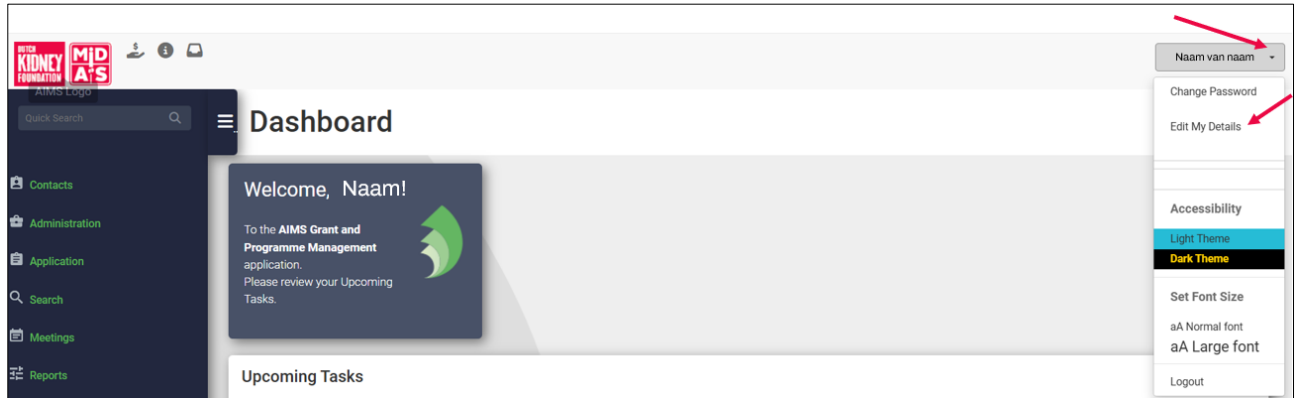 DUTCH
KIDNEY
FOUNDATION
MiD
A'S
Naam van naam
AIMS Logo
Change Password
Quick Search
Dashboard
Edit My Details
Contacts
Welcome, Naam!
Accessibility
Administration
To the AIMS Grant and
Programme Management
application.
Please review your Upcoming
Tasks.
Light Theme
Dark Theme
Application
Search
Set Font Size
aA Normal font
aA Large font
Meetings
Reports
Upcoming Tasks
Logout